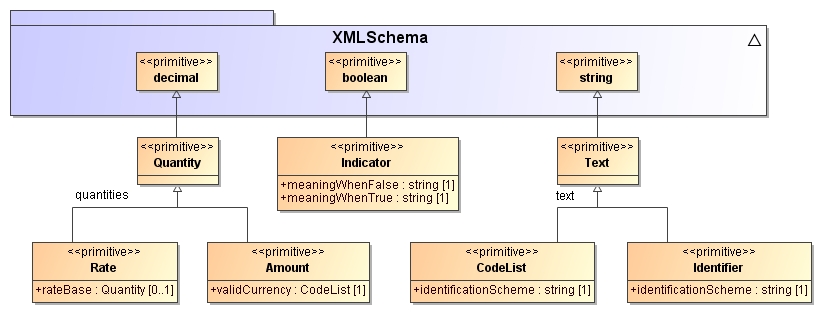 XMLSchema
<<primitive>>
decimal
<<primitive>>
boolean
<<primitive>>
string
<<primitive>>
Quantity
<<primitive>>
Indicator
+meaningWhenFalse : string [1]
+meaningWhenTrue : string [1]
<<primitive>>
Text
quantities
text
<<primitive>>
Rate
+rateBase : Quantity [0..1]
<<primitive>>
Amount
+validCurrency : CodeList [1]
<<primitive>>
CodeList
+identificationScheme : string [1]
<<primitive>>
Identifier
+identificationScheme : string [1]